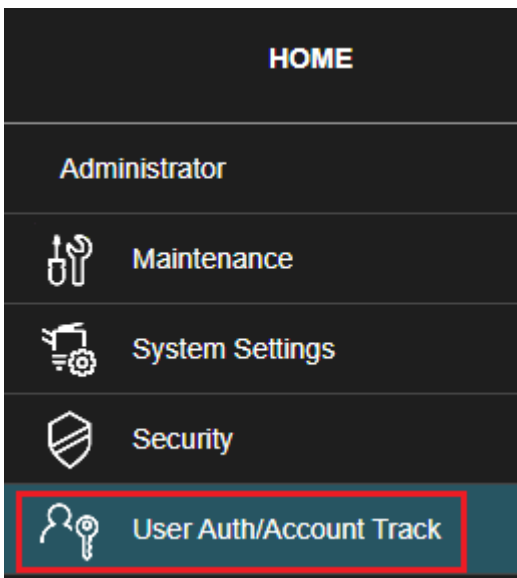 HOME
Administrator
Maintenance
System Settings
Security
User Auth/Account Track